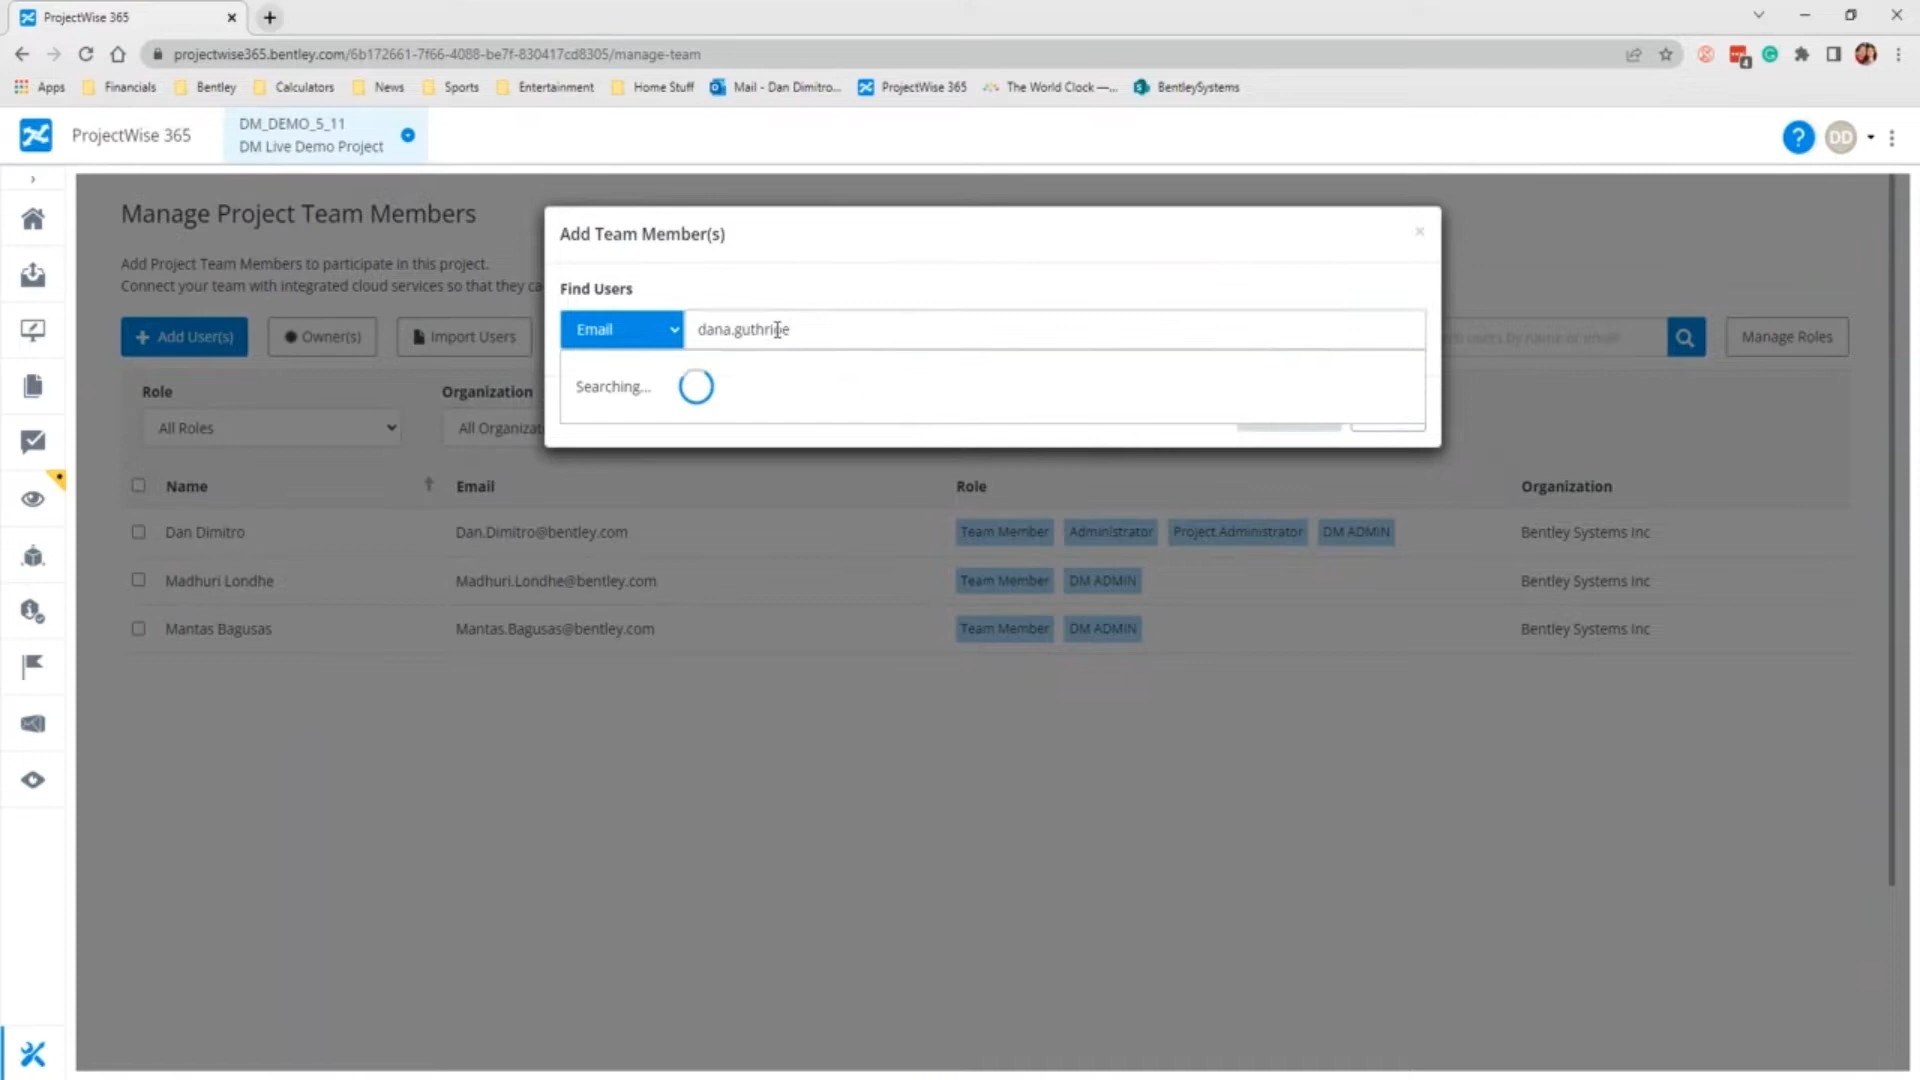 ProjectWise 365
projectwise365.bentley.com/6b172661-7f66-4088-be7f-830417cd8305/manage-team
Apps Financials Bentley Calculators News Sports Entertainment Home Stuff Mail - Dan Dimitro... ProjectWise 365 The World Clock —... BentleySystems
ProjectWise 365
DM_DEMO_5_11
DM Live Demo Project
? DD
Manage Project Team Members
Add Project Team Members to participate in this project.
Connect your team with integrated cloud services so that they ca
+ Add User(s) Owner(s) Import Users
users by name or email
Manage Roles
Add Team Member(s)
Find Users
Email dana.guthrie
Searching...
Role Organization
All Roles All Organizat
Name Email Role Organization
Dan Dimitro Dan.Dimitro@bentley.com Team Member Administrator Project Administrator DM ADMIN Bentley Systems Inc
Madhuri Londhe Madhuri.Londhe@bentley.com Team Member DM ADMIN Bentley Systems Inc
Mantas Bagusas Mantas.Bagusas@bentley.com Team Member DM ADMIN Bentley Systems Inc